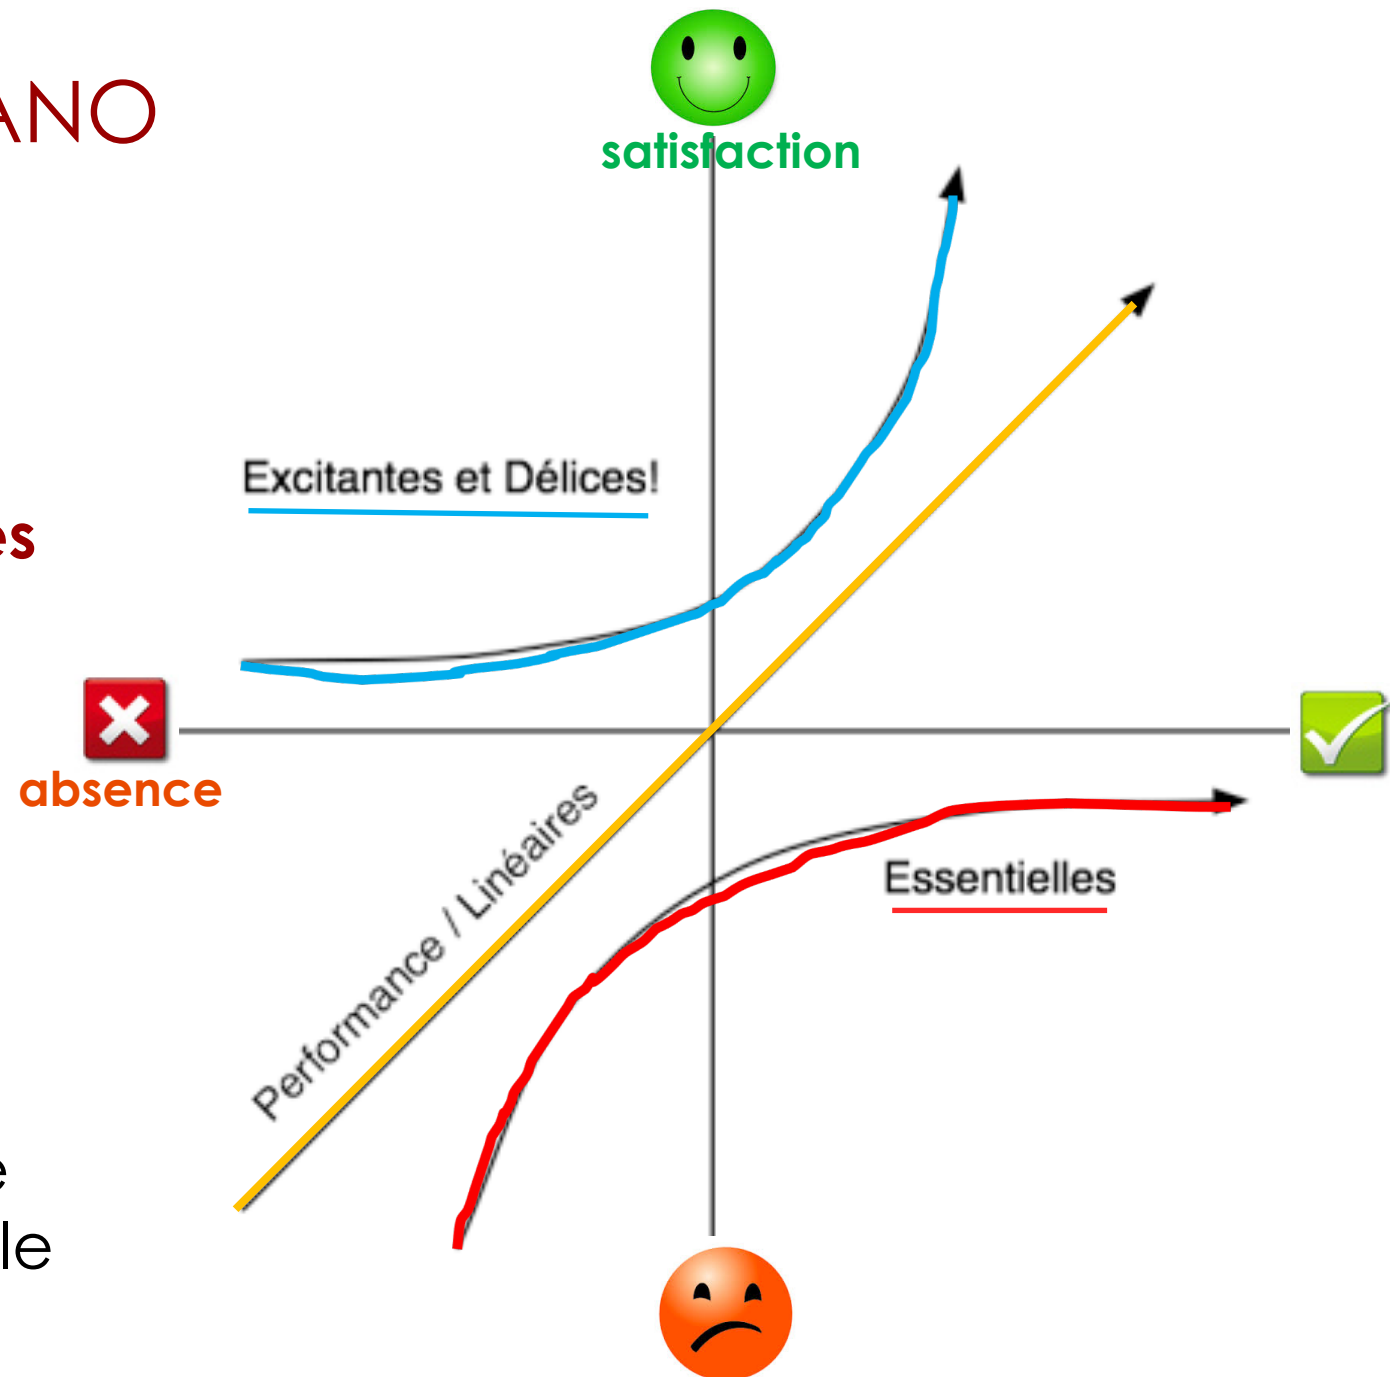 ANO
satisfaction
Excitantes et Délices!
es
absence
Performance / Linéaires
Essentielles
e
le